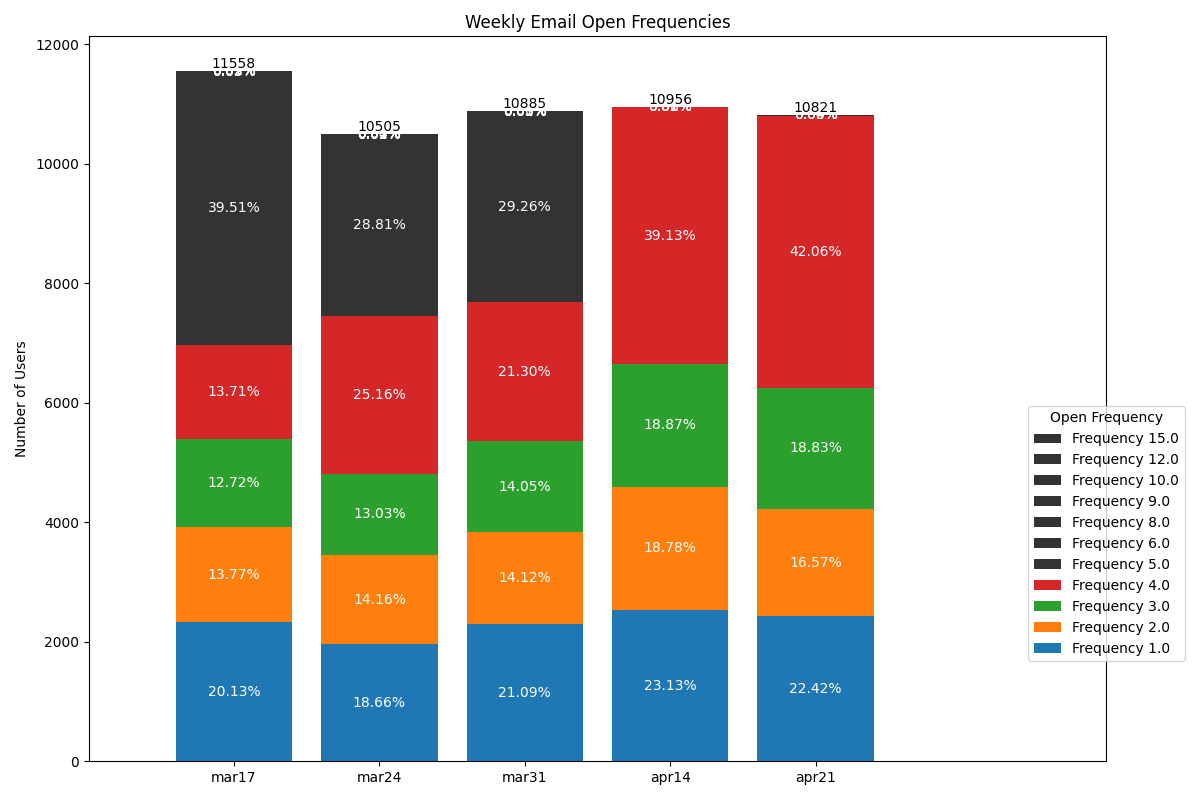 Weekly Email Open Frequencies
Number of Users
12000
10000
8000
6000
4000
2000
0
11558
39.51%
13.71%
12.72%
13.77%
20.13%
10505
28.81%
25.16%
13.03%
14.16%
18.66%
10885
29.26%
21.30%
14.05%
14.12%
21.09%
10956
39.13%
18.87%
18.78%
23.13%
10821
42.06%
18.83%
16.57%
22.42%
mar17
mar24
mar31
apr14
apr21
Open Frequency
Frequency 15.0
Frequency 12.0
Frequency 10.0
Frequency 9.0
Frequency 8.0
Frequency 6.0
Frequency 5.0
Frequency 4.0
Frequency 3.0
Frequency 2.0
Frequency 1.0